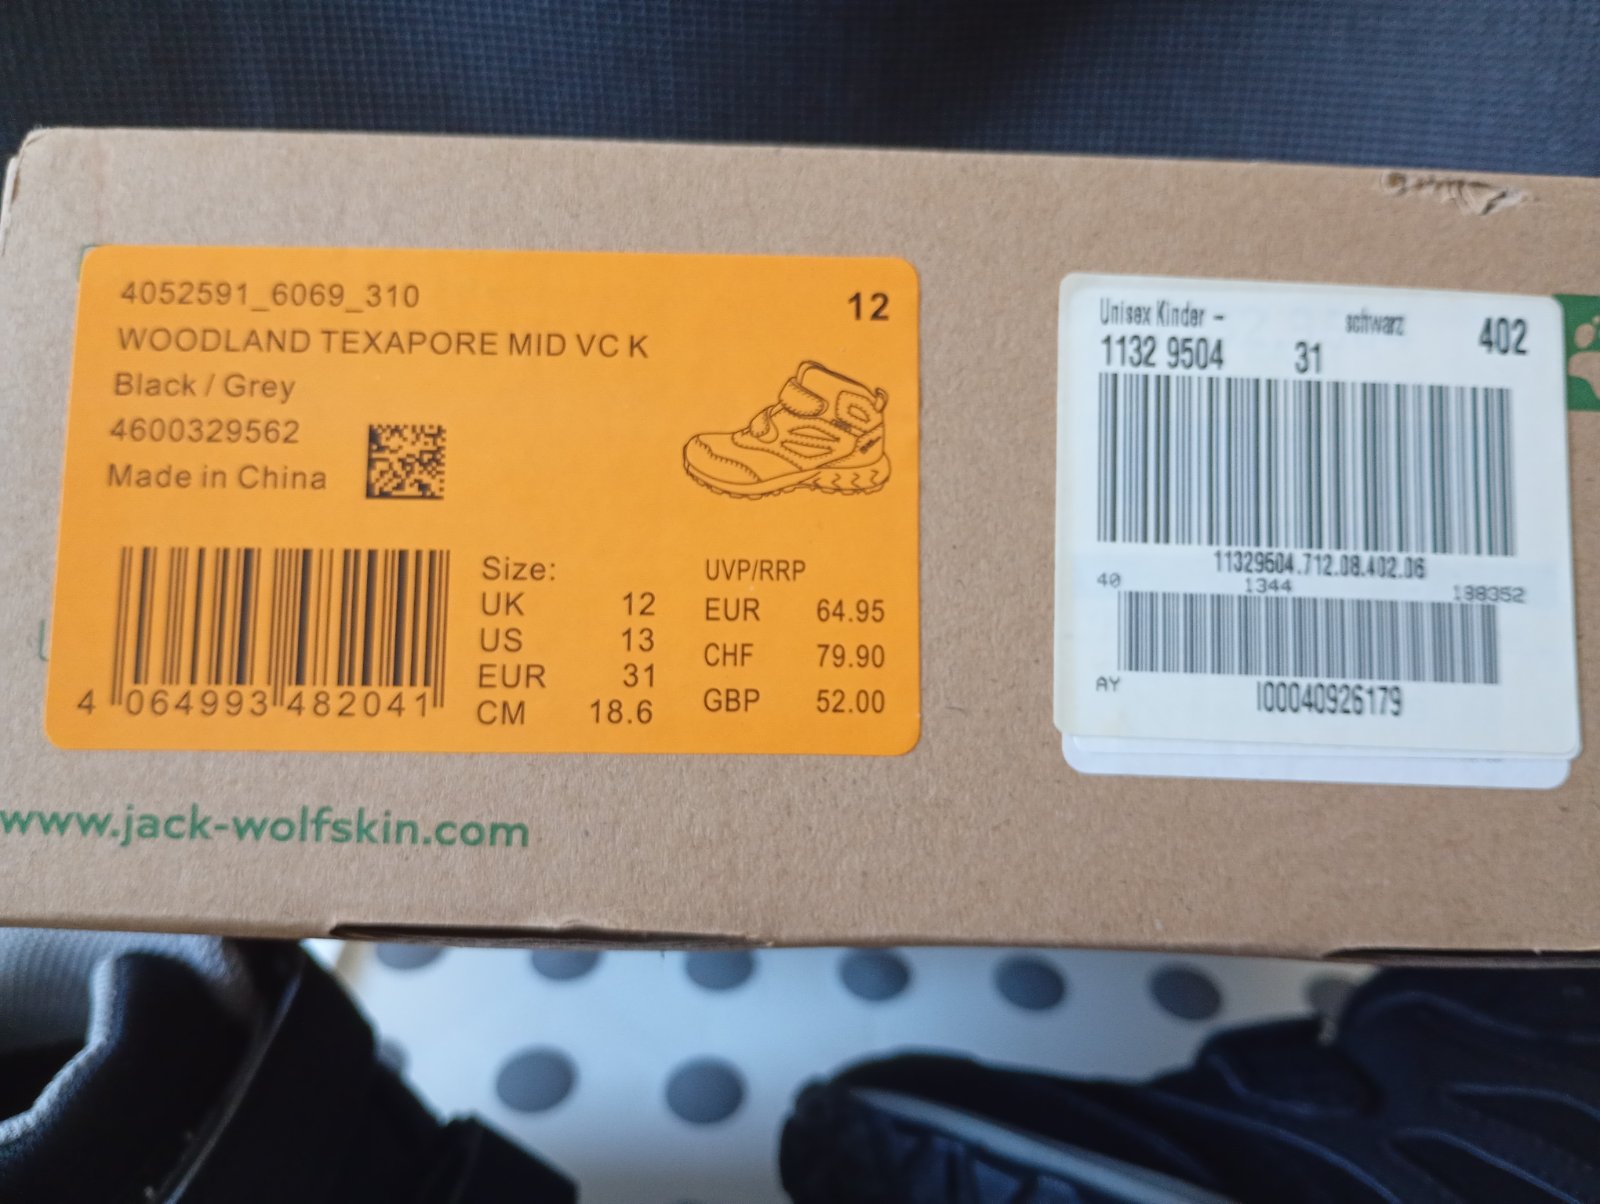 4052591_6069_310
12
WOODLAND TEXAPORE MID VC K
Black / Grey
4600329562
Made in China
4 064993 482041
Size:
UK 12
US 13
EUR 31
CM 18.6
UVP/RRP
EUR 64.95
CHF 79.90
GBP 52.00
www.jack-wolfskin.com
Unisex Kinder - schwarz
1132 9504 31 402
11329504.712.08.402.06
40 1344 188352
AY
I00040926179